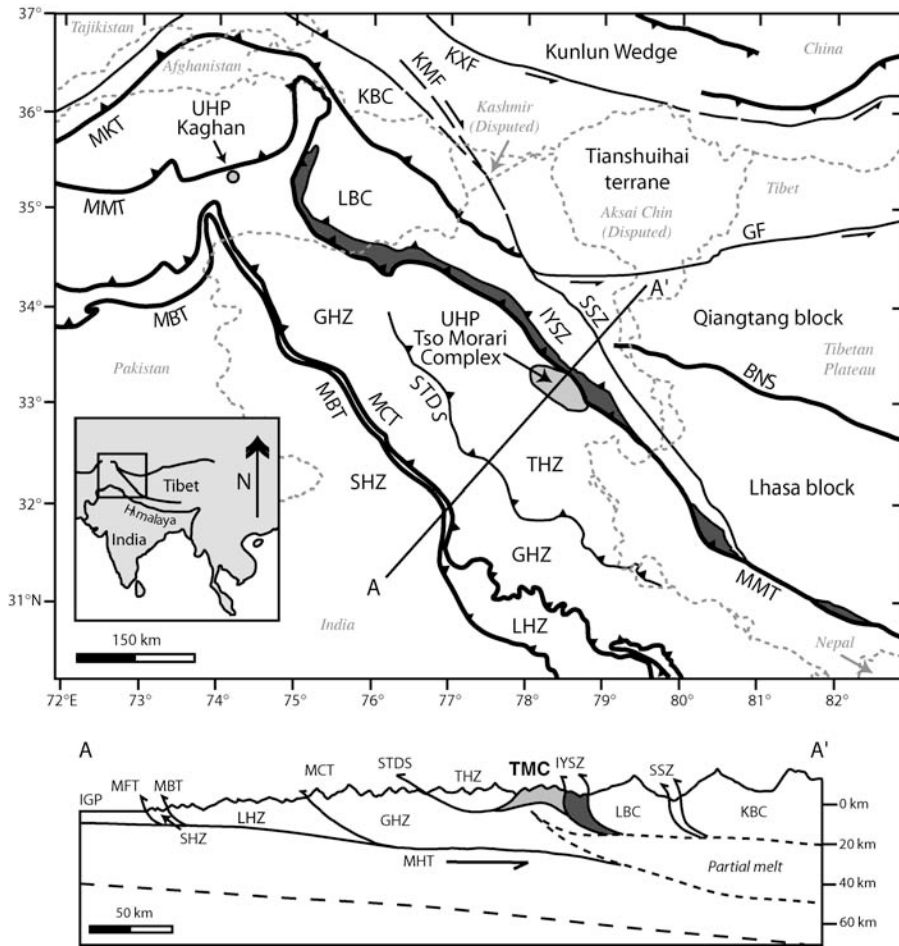 37°
36°
35°
34°
33°
32°
31°N
72°E
73
74
75
76
77
78
79
80
81
82
Tajikistan
Afghanistan
UHP
Kaghan
MKT
MMT
KBC
KMF
KXF
Kunlun Wedge
China
Kashmir
(Disputed)
Tianshuihai
terrane
Tibet
Aksai Chin
(Disputed)
GF
LBC
MBT
Pakistan
GHZ
UHP
Tso Morari
Complex
IYSZ
SSZ
A'
Qiangtang block
Tibetan
Plateau
BNS
STDS
MBT
MCT
SHZ
THZ
Lhasa block
A
GHZ
MMT
LHZ
India
Nepal
N
Tibet
Himalaya
India
150 km
A
A'
MFT
MBT
MCT
STDS
THZ
TMC
IYSZ
SSZ
IGP
SHZ
LHZ
GHZ
LBC
KBC
MHT
Partial melt
0 km
20 km
40 km
60 km
50 km